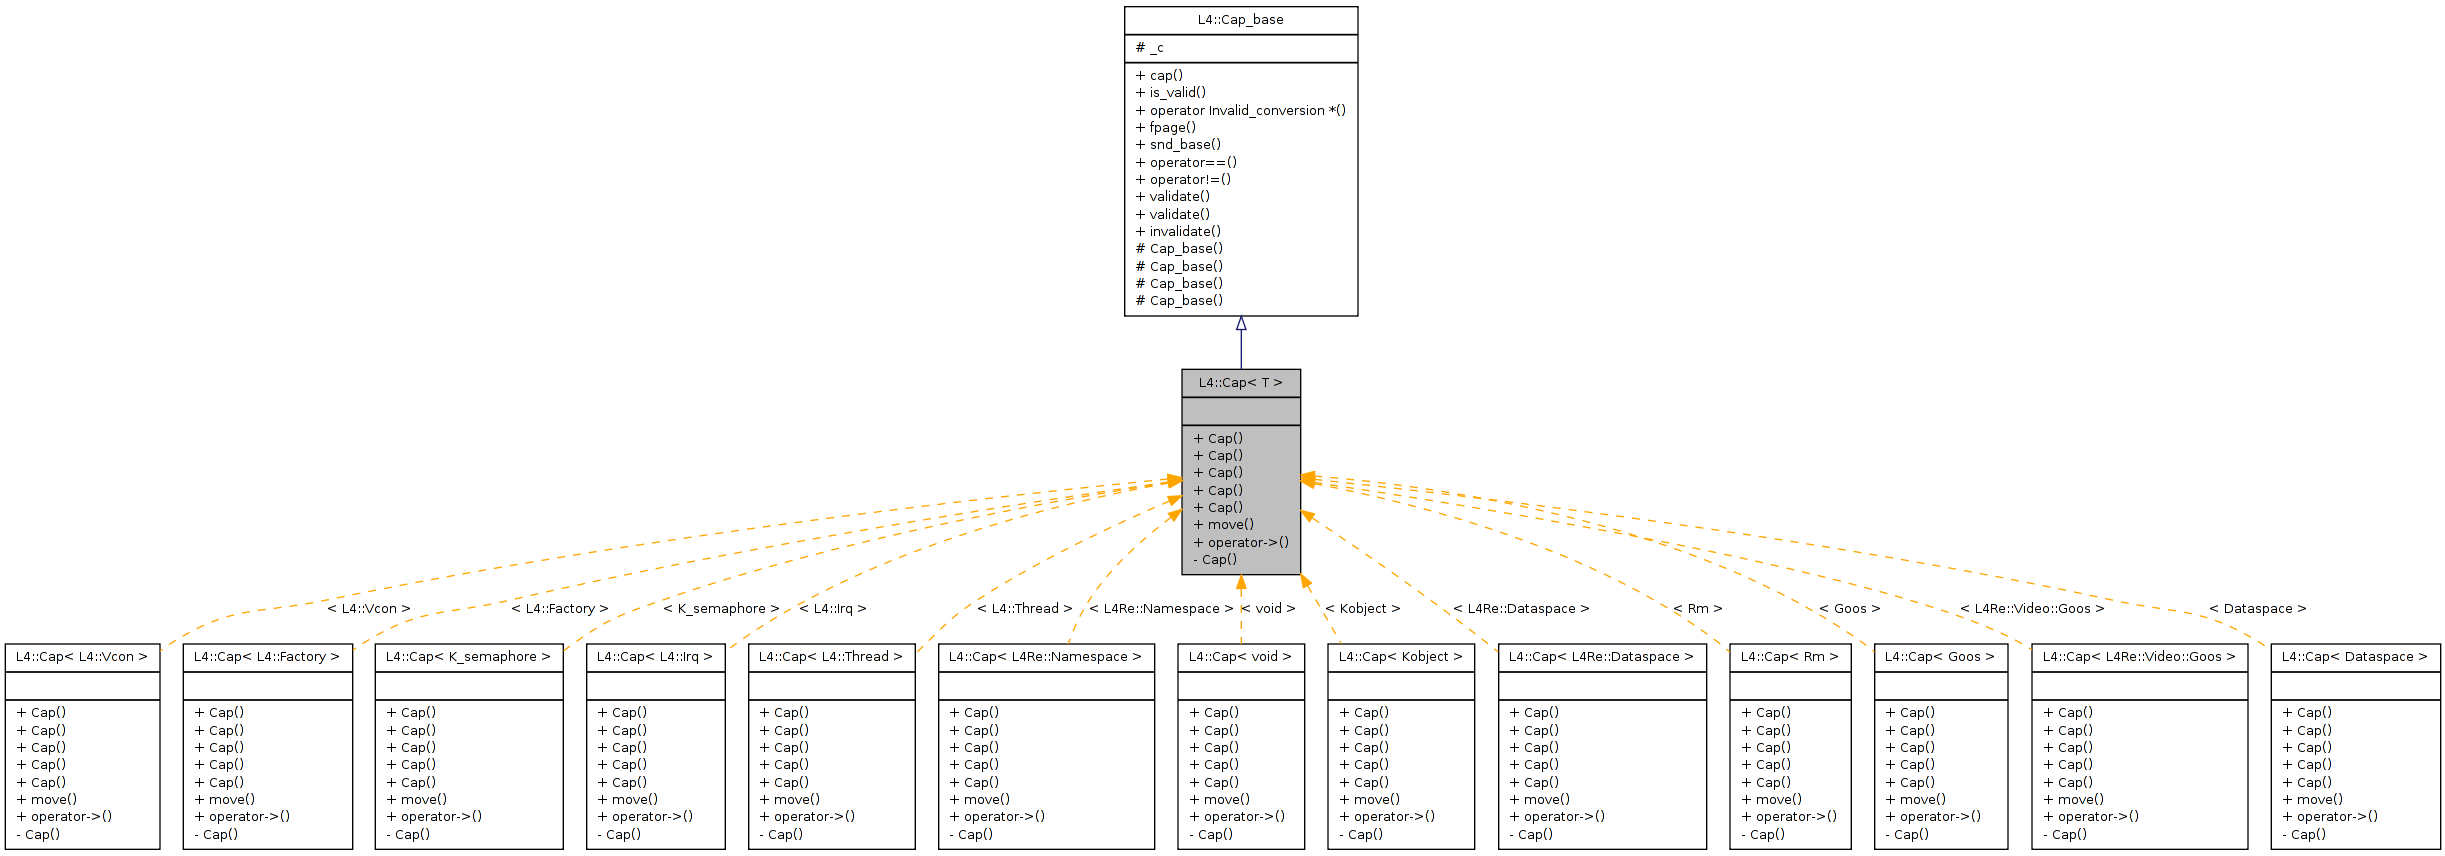 L4::Cap_base
# _c
+ cap()
+ is_valid()
+ operator Invalid_conversion *()
+ fpage()
+ snd_base()
+ operator==()
+ operator!=()
+ validate()
+ validate()
+ invalidate()
# Cap_base()
# Cap_base()
# Cap_base()
# Cap_base()
L4::Cap< T >
+ Cap()
+ Cap()
+ Cap()
+ Cap()
+ Cap()
+ move()
+ operator->()
- Cap()
< L4::Vcon >
< L4::Factory >
< K_semaphore >
< L4::Irq >
< L4::Thread >
< L4Re::Namespace >
< void >
< Kobject >
< L4Re::Dataspace >
< Rm >
< Goos >
< L4Re::Video::Goos >
< Dataspace >
L4::Cap< L4::Vcon >
+ Cap()
+ Cap()
+ Cap()
+ Cap()
+ Cap()
+ move()
+ operator->()
- Cap()
L4::Cap< L4::Factory >
+ Cap()
+ Cap()
+ Cap()
+ Cap()
+ Cap()
+ move()
+ operator->()
- Cap()
L4::Cap< K_semaphore >
+ Cap()
+ Cap()
+ Cap()
+ Cap()
+ Cap()
+ move()
+ operator->()
- Cap()
L4::Cap< L4::Irq >
+ Cap()
+ Cap()
+ Cap()
+ Cap()
+ Cap()
+ move()
+ operator->()
- Cap()
L4::Cap< L4::Thread >
+ Cap()
+ Cap()
+ Cap()
+ Cap()
+ Cap()
+ move()
+ operator->()
- Cap()
L4::Cap< L4Re::Namespace >
+ Cap()
+ Cap()
+ Cap()
+ Cap()
+ Cap()
+ move()
+ operator->()
- Cap()
L4::Cap< void >
+ Cap()
+ Cap()
+ Cap()
+ Cap()
+ Cap()
+ move()
+ operator->()
- Cap()
L4::Cap< Kobject >
+ Cap()
+ Cap()
+ Cap()
+ Cap()
+ Cap()
+ move()
+ operator->()
- Cap()
L4::Cap< L4Re::Dataspace >
+ Cap()
+ Cap()
+ Cap()
+ Cap()
+ Cap()
+ move()
+ operator->()
- Cap()
L4::Cap< Rm >
+ Cap()
+ Cap()
+ Cap()
+ Cap()
+ Cap()
+ move()
+ operator->()
- Cap()
L4::Cap< Goos >
+ Cap()
+ Cap()
+ Cap()
+ Cap()
+ Cap()
+ move()
+ operator->()
- Cap()
L4::Cap< L4Re::Video::Goos >
+ Cap()
+ Cap()
+ Cap()
+ Cap()
+ Cap()
+ move()
+ operator->()
- Cap()
L4::Cap< Dataspace >
+ Cap()
+ Cap()
+ Cap()
+ Cap()
+ Cap()
+ move()
+ operator->()
- Cap()